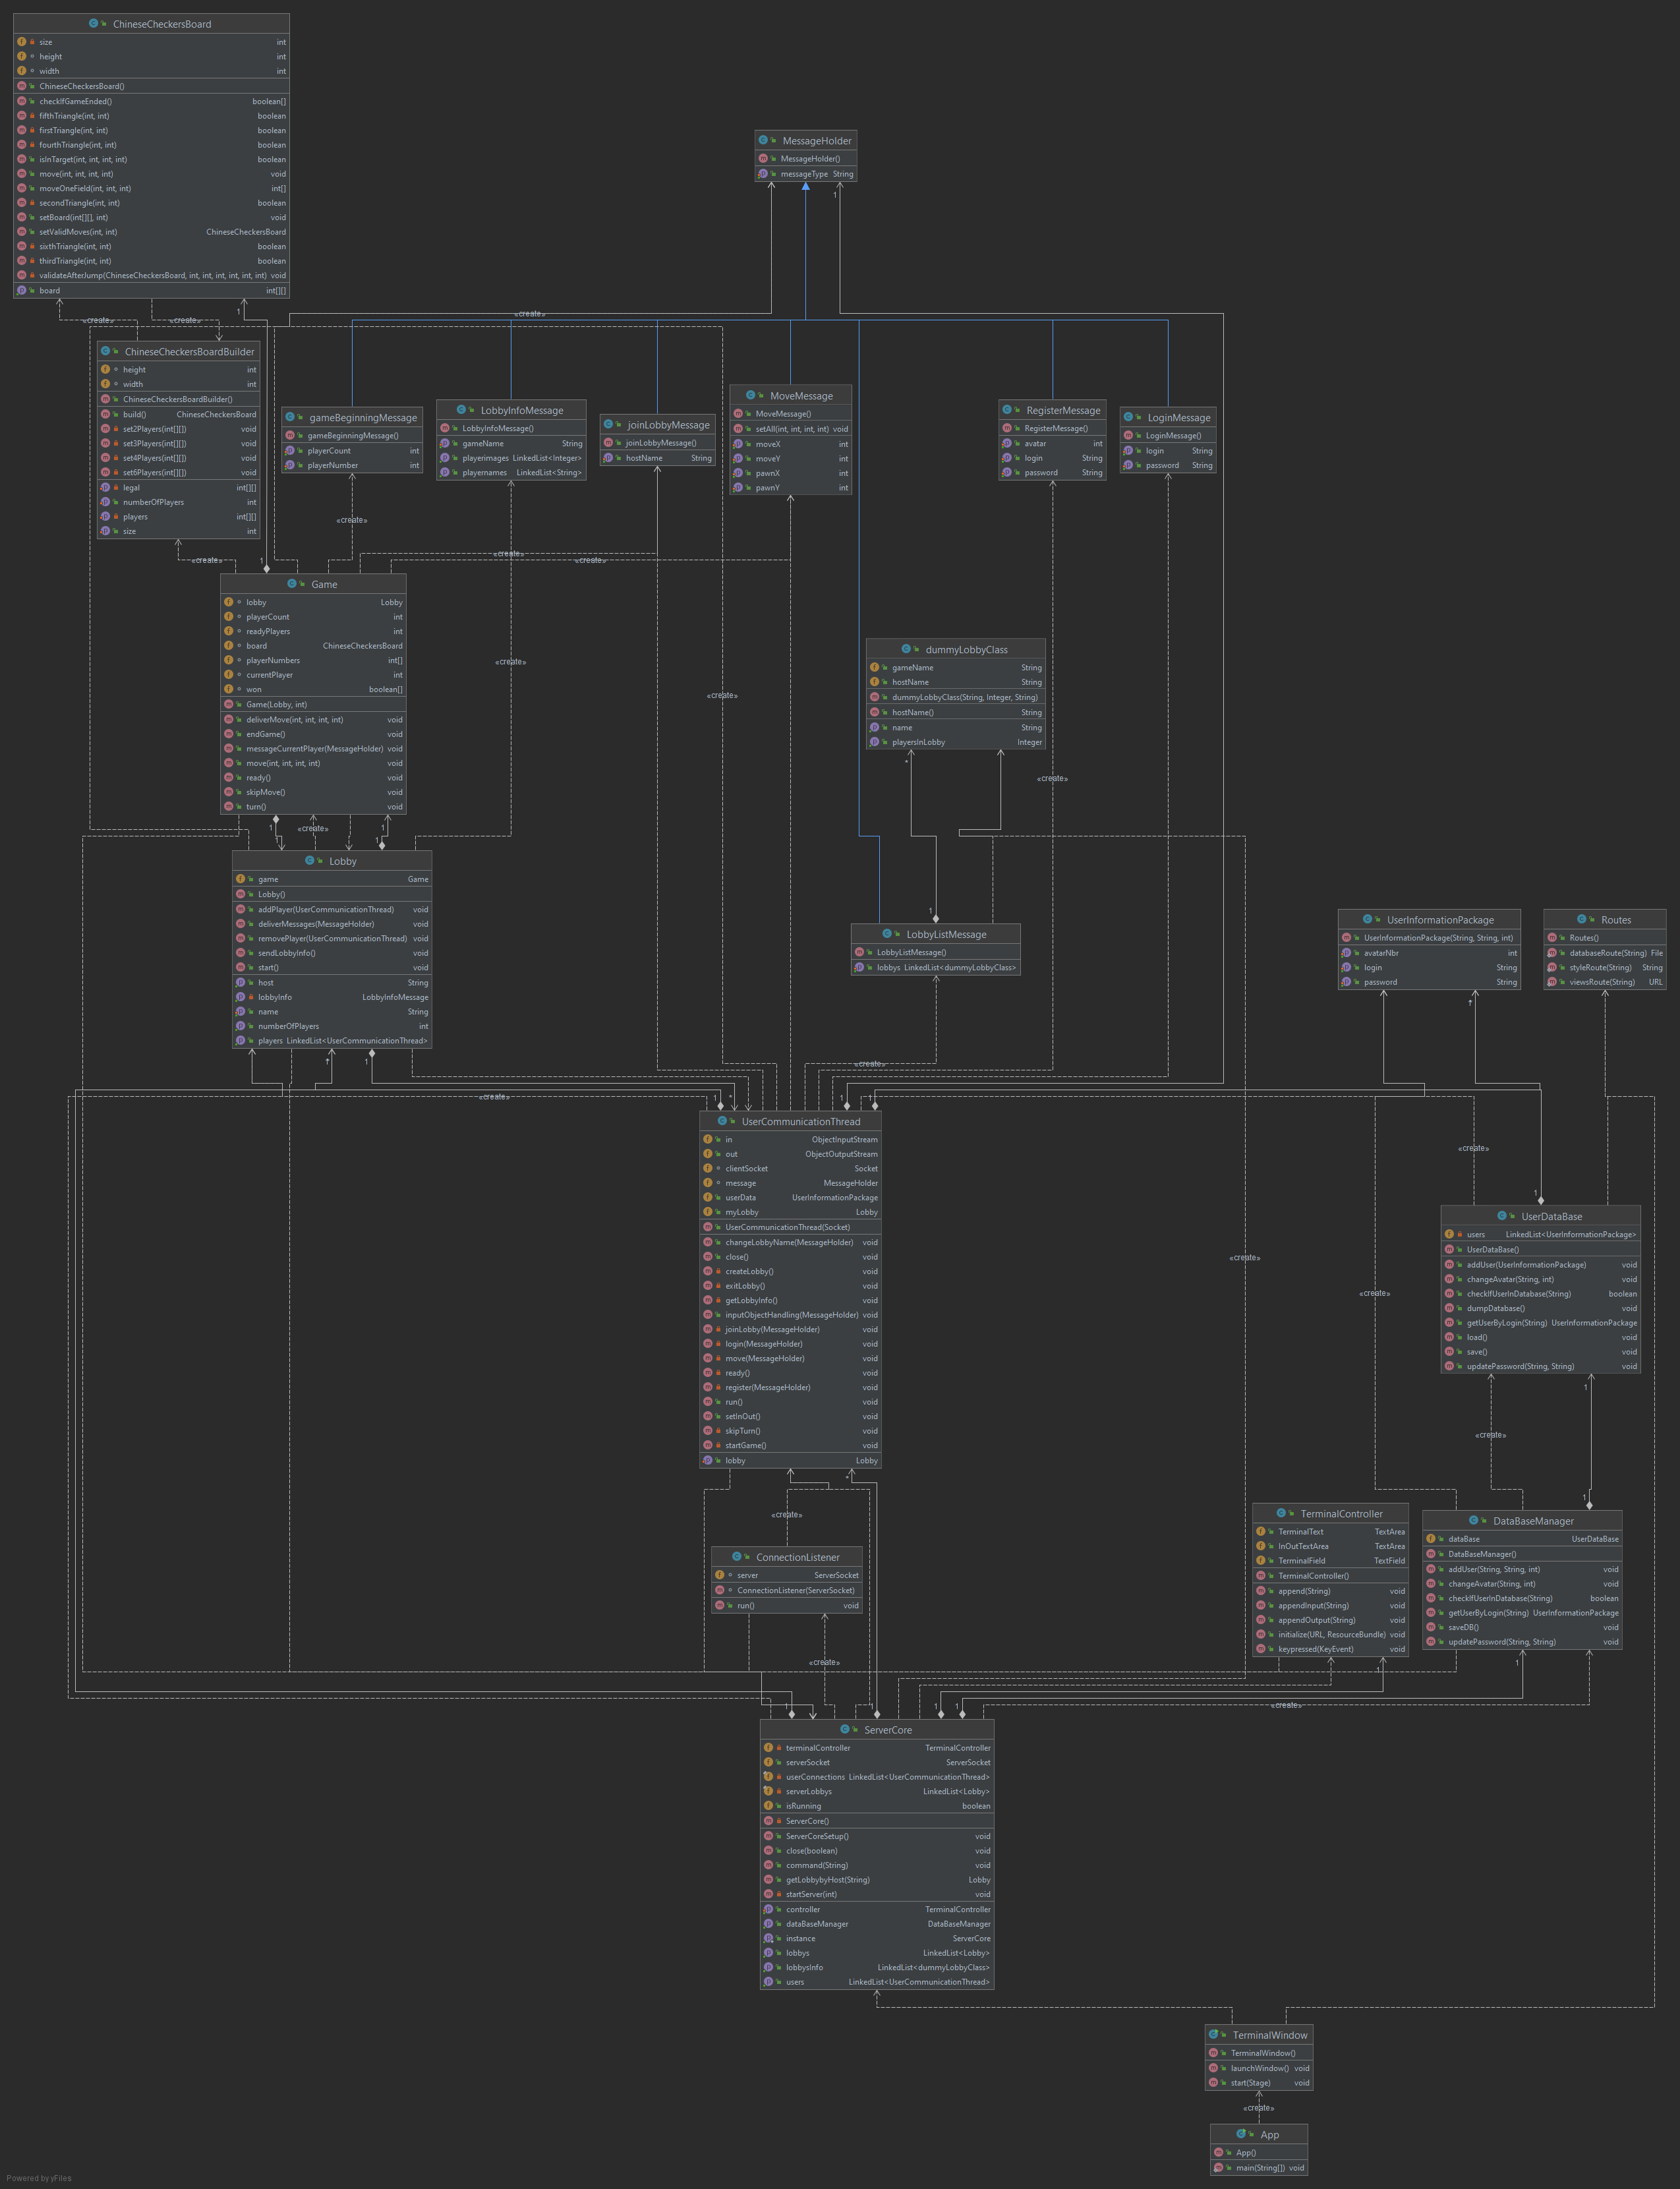 ChineseCheckersBoard
size int
height int
width int
ChineseCheckersBoard()
checkIfGameEnded() boolean[]
fifthTriangle(int, int) boolean
firstTriangle(int, int) boolean
fourthTriangle(int, int) boolean
isInTarget(int, int, int, int) boolean
move(int, int, int, int) void
moveOneField(int, int, int) int[]
secondTriangle(int, int) boolean
setBoard(int[][], int) void
setValidMoves(int, int) ChineseCheckersBoard
sixthTriangle(int, int) boolean
thirdTriangle(int, int) boolean
validateAfterJump(ChineseCheckersBoard, int, int, int, int, int, int) void
board int[][]
MessageHolder
MessageHolder()
messageType String
1
1
«create»
«create»
«create»
ChineseCheckersBoardBuilder
height int
width int
ChineseCheckersBoardBuilder()
build() ChineseCheckersBoard
set2Players(int[][]) void
set3Players(int[][]) void
set4Players(int[][]) void
set6Players(int[][]) void
legal int[][]
numberOfPlayers int
players int[][]
size int
gameBeginningMessage
gameBeginningMessage()
playerCount int
playerNumber int
LobbyInfoMessage
LobbyInfoMessage()
gameName String
playerimages LinkedList<Integer>
playernames LinkedList<String>
joinLobbyMessage
joinLobbyMessage()
hostName String
MoveMessage
MoveMessage()
setAll(int, int, int, int) void
moveX int
moveY int
pawnX int
pawnY int
RegisterMessage
RegisterMessage()
avatar int
login String
password String
LoginMessage
LoginMessage()
login String
password String
«create»
«create»
«create»
«create»
1
Game
lobby Lobby
playerCount int
readyPlayers int
board ChineseCheckersBoard
playerNumbers int[]
currentPlayer int
won boolean[]
Game(Lobby, int)
deliverMove(int, int, int, int) void
endGame() void
messageCurrentPlayer(MessageHolder) void
move(int, int, int, int) void
ready() void
skipMove() void
turn() void
«create»
«create»
«create»
dummyLobbyClass
gameName String
hostName String
dummyLobbyClass(String, Integer, String)
hostName() String
name String
playersInLobby Integer
*
1
«create»
1
1
1
Lobby
game Game
Lobby()
addPlayer(UserCommunicationThread) void
deliverMessages(MessageHolder) void
removePlayer(UserCommunicationThread) void
sendLobbyInfo() void
start() void
host String
lobbyInfo LobbyInfoMessage
name String
numberOfPlayers int
players LinkedList<UserCommunicationThread>
1
LobbyListMessage
LobbyListMessage()
lobbys LinkedList<dummyLobbyClass>
UserInformationPackage
UserInformationPackage(String, String, int)
avatarNbr int
login String
password String
Routes
Routes()
databaseRoute(String) File
styleRoute(String) String
viewsRoute(String) URL
*
1
*
«create»
«create»
1
*
1
1
UserCommunicationThread
in ObjectInputStream
out ObjectOutputStream
clientSocket Socket
message MessageHolder
userData UserInformationPackage
myLobby Lobby
UserCommunicationThread(Socket)
changeLobbyName(MessageHolder) void
close() void
createLobby() void
exitLobby() void
getLobbyInfo() void
inputObjectHandling(MessageHolder) void
joinLobby(MessageHolder) void
login(MessageHolder) void
move(MessageHolder) void
ready() void
register(MessageHolder) void
run() void
setInOut() void
skipTurn() void
startGame() void
lobby Lobby
«create»
«create»
«create»
1
UserDataBase
users LinkedList<UserInformationPackage>
UserDataBase()
addUser(UserInformationPackage) void
changeAvatar(String, int) void
checkIfUserInDatabase(String) boolean
dumpDatabase() void
getUserByLogin(String) UserInformationPackage
load() void
save() void
updatePassword(String, String) void
1
«create»
*
«create»
1
ConnectionListener
server ServerSocket
ConnectionListener(ServerSocket)
run() void
TerminalController
TerminalText TextArea
InOutTextArea TextArea
TerminalField TextField
TerminalController()
append(String) void
appendInput(String) void
appendOutput(String) void
initialize(URL, ResourceBundle) void
keypressed(KeyEvent) void
DataBaseManager
dataBase UserDataBase
DataBaseManager()
addUser(String, String, int) void
changeAvatar(String, int) void
checkIfUserInDatabase(String) boolean
getUserByLogin(String) UserInformationPackage
saveDB() void
updatePassword(String, String) void
«create»
1
1
«create»
1
1
1
1
ServerCore
terminalController TerminalController
serverSocket ServerSocket
userConnections LinkedList<UserCommunicationThread>
serverLobbys LinkedList<Lobby>
isRunning boolean
ServerCore()
ServerCoreSetup() void
close(boolean) void
command(String) void
getLobbybyHost(String) Lobby
startServer(int) void
controller TerminalController
dataBaseManager DataBaseManager
instance ServerCore
lobbys LinkedList<Lobby>
lobbysInfo LinkedList<dummyLobbyClass>
users LinkedList<UserCommunicationThread>
TerminalWindow
TerminalWindow()
launchWindow() void
start(Stage) void
«create»
App
App()
main(String[]) void
Powered by yFiles